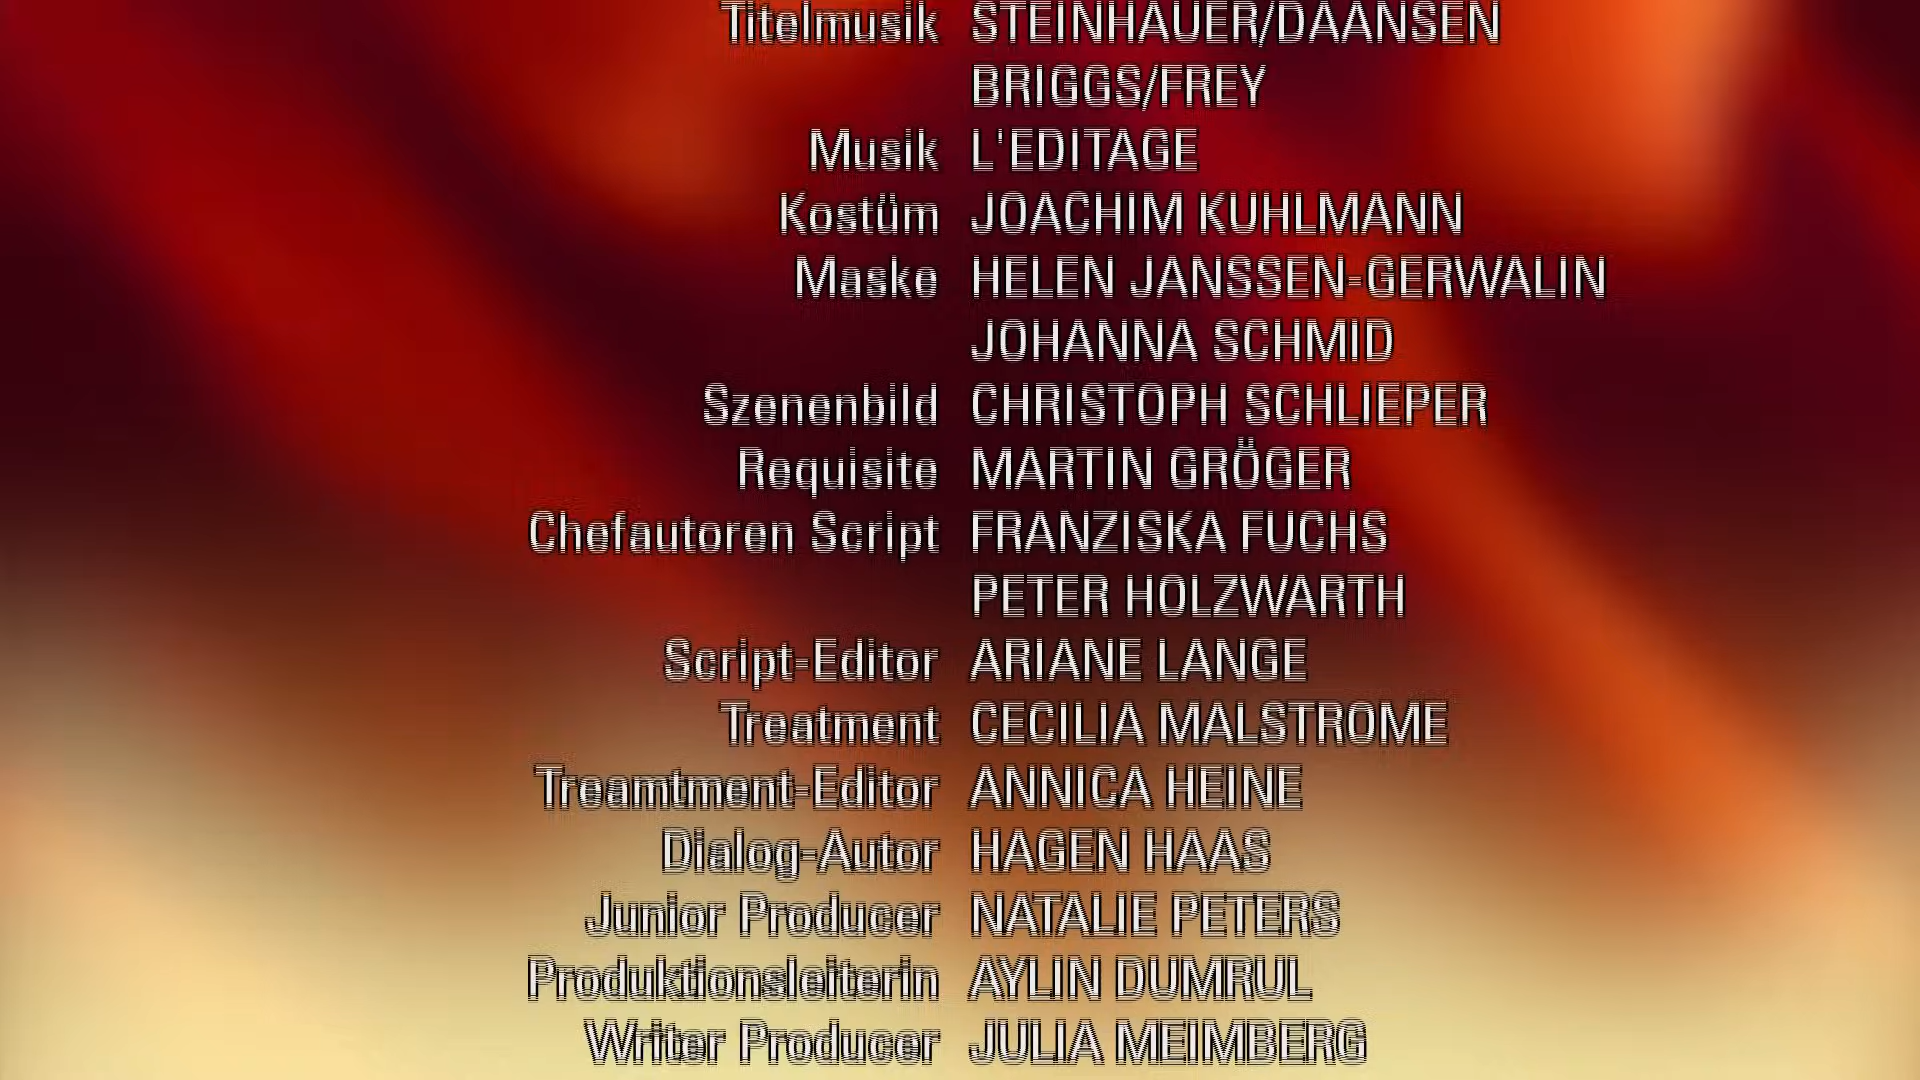 Titelmusik STEINHAUER/DAANSEN
BRIGGS/FREY
Musik L'EDITAGE
Kostüm JOACHIM KUHLMANN
Maske HELEN JANSSEN-GERWALIN
JOHANNA SCHMID
Szenenbild CHRISTOPH SCHLIEPER
Requisite MARTIN GRÖGER
Chefautoren Script FRANZISKA FUCHS
PETER HOLZWARTH
Script-Editor ARIANE LANGE
Treatment CECILIA MALSTROME
Treamtment-Editor ANNICA HEINE
Dialog-Autor HAGEN HAAS
Junior Producer NATALIE PETERS
Produktionsleiterin AYLIN DUMRUL
Writer Producer JULIA MEIMBERG